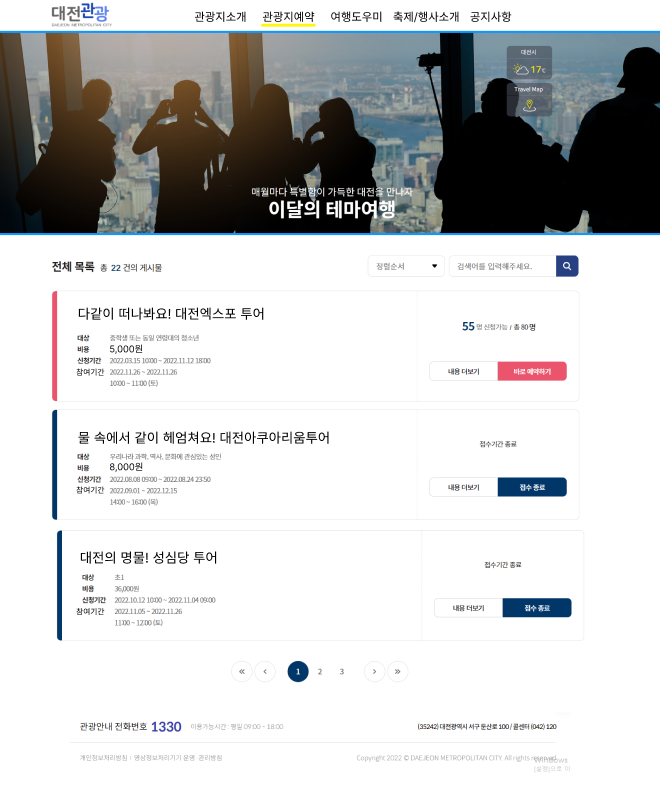 대전관광
DAEJEON METROPOLITAN CITY
관광지소개 관광지예약 여행도우미 축제/행사소개 공지사항
대전시
17℃
Travel Map
매월마다 특별함이 가득한 대전을 만나자
이달의 테마여행
전체 목록 총 22 건의 게시물
정렬순서 검색어를 입력해주세요.
다같이 떠나봐요! 대전엑스포 투어
대상 중학생 또는 동일 연령대의 청소년
비용 5,000원
신청기간 2022.03.15 10:00 ~ 2022.11.12 18:00
참여기간 2022.11.26 ~ 2022.11.26
10:00 ~ 11:00 (토)
55 명 신청가능 / 총 80 명
내용 더보기 바로 예약하기
물 속에서 같이 헤엄쳐요! 대전아쿠아리움투어
대상 우리나라 과학, 역사, 문화에 관심있는 성인
비용 8,000원
신청기간 2022.08.08 09:00 ~ 2022.08.24 23:50
참여기간 2022.09.01 ~ 2022.12.15
14:00 ~ 16:00 (목)
접수기간 종료
내용 더보기 접수 종료
대전의 명물! 성심당 투어
대상 초1
비용 36,000원
신청기간 2022.10.12 10:00 ~ 2022.11.04 09:00
참여기간 2022.11.05 ~ 2022.11.26
11:00 ~ 12:00 (토)
접수기간 종료
내용 더보기 접수 종료
« ‹ 1 2 3 › »
관광안내 전화번호 1330 이용가능시간 : 평일 09:00 ~ 18:00
(35242) 대전광역시 서구 둔산로 100 / 콜센터 (042) 120
개인정보처리방침 | 영상정보처리기기 운영·관리방침
Copyright 2022 © DAEJEON METROPOLITAN CITY. All rights reserved.
Windows
[설정]으로 이